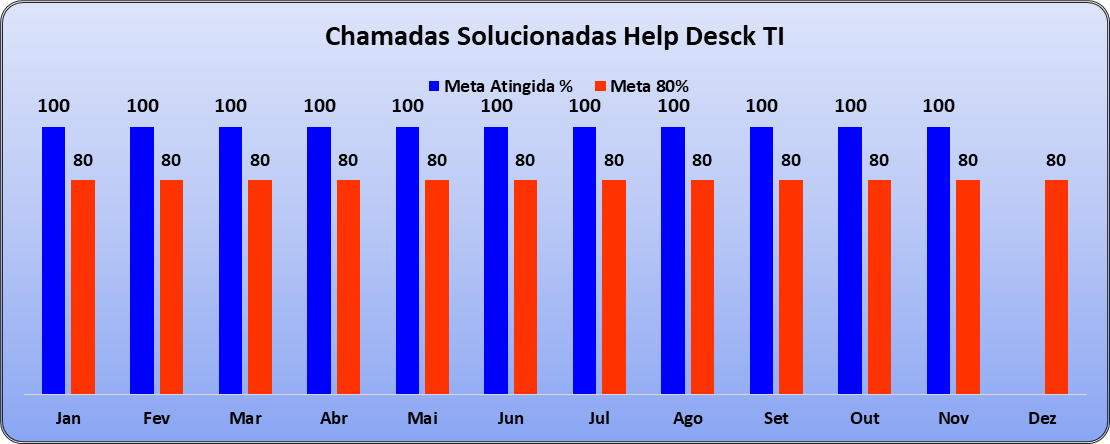 Chamadas Solucionadas Help Desck TI
Meta Atingida % Meta 80%
100 100 100 100 100 100 100 100 100 100 100
80 80 80 80 80 80 80 80 80 80 80 80
Jan Fev Mar Abr Mai Jun Jul Ago Set Out Nov Dez